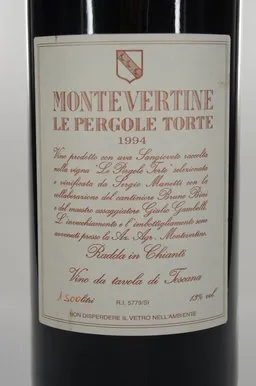 MONTEVERTINE
LE PERGOLE TORTE
1994
Vino prodotto con uva Sangioveto raccolta
nella vigna "Le Pergole Torte" selezionata
e vinificata da Sergio Manetti con la
collaborazione del cantiniere Bruno Bini
e del maestro assaggiatore Giulio Gambelli.
L'invecchiamento e l'imbottigliamento sono
avvenuti presso la Az. Agr. Montevertine.
Radda in Chianti
Vino da tavola di Toscana
1.500 litri
R.I. 5779/SI
13% vol.
NON DISPERDERE IL VETRO NELL'AMBIENTE